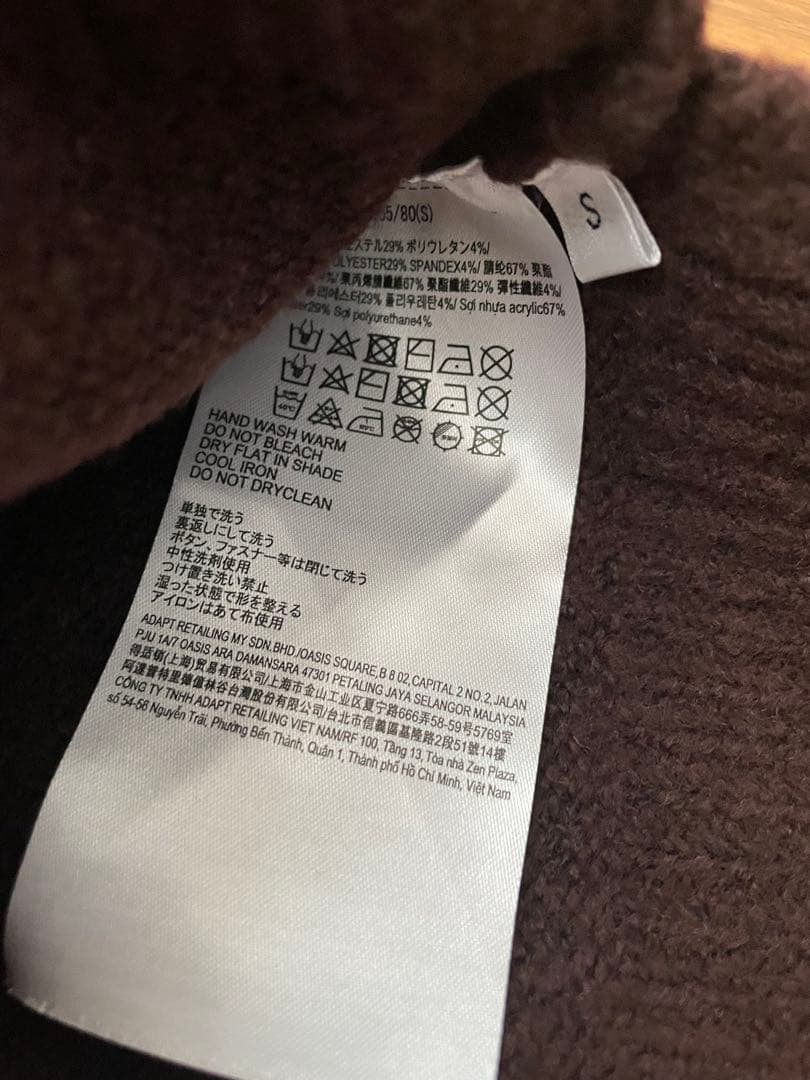 S
/80(S)
ステル29% ポリウレタン4%/
POLYESTER29% SPANDEX4%/ 腈纶67% 聚酯
%/ 聚丙烯腈纖維67% 聚酯纖維29% 彈性纖維4%/
폴리에스터29% 폴리우레탄4%/ Sợi nhựa acrylic67%
29% Sợi polyurethane4%
HAND WASH WARM
DO NOT BLEACH
DRY FLAT IN SHADE
COOL IRON
DO NOT DRYCLEAN
単独で洗う
裏返しにして洗う
ボタン、ファスナー等は閉じて洗う
中性洗剤使用
つけ置き洗い禁止
湿った状態で形を整える
アイロンはあて布使用
ADAPT RETAILING MY SDN.BHD./OASIS SQUARE,B 8 02,CAPITAL 2 NO.2,JALAN
PJU 1A/7 OASIS ARA DAMANSARA 47301 PETALING JAYA SELANGOR MALAYSIA
得适顿(上海)贸易有限公司/上海市金山工业区夏宁路666弄58-59号5769室
阿達普特里德值林谷台灣股份有限公司/台北市信義區基隆路2段51號14樓
CÔNG TY TNHH ADAPT RETAILING VIET NAM/RF 100, Tầng 13, Tòa nhà Zen Plaza,
số 54-56 Nguyễn Trãi, Phường Bến Thành, Quận 1, Thành phố Hồ Chí Minh, Việt Nam